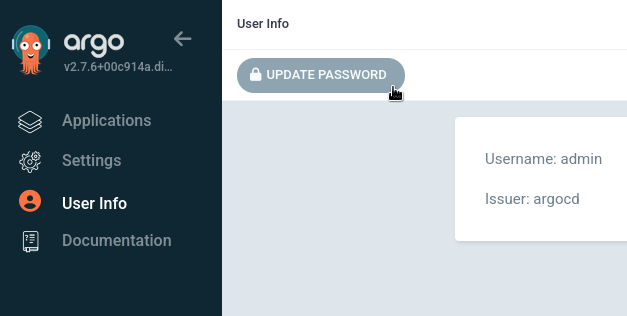 argo
v2.7.6+00c914a.di...
Applications
Settings
User Info
Documentation
User Info
UPDATE PASSWORD
Username: admin
Issuer: argocd